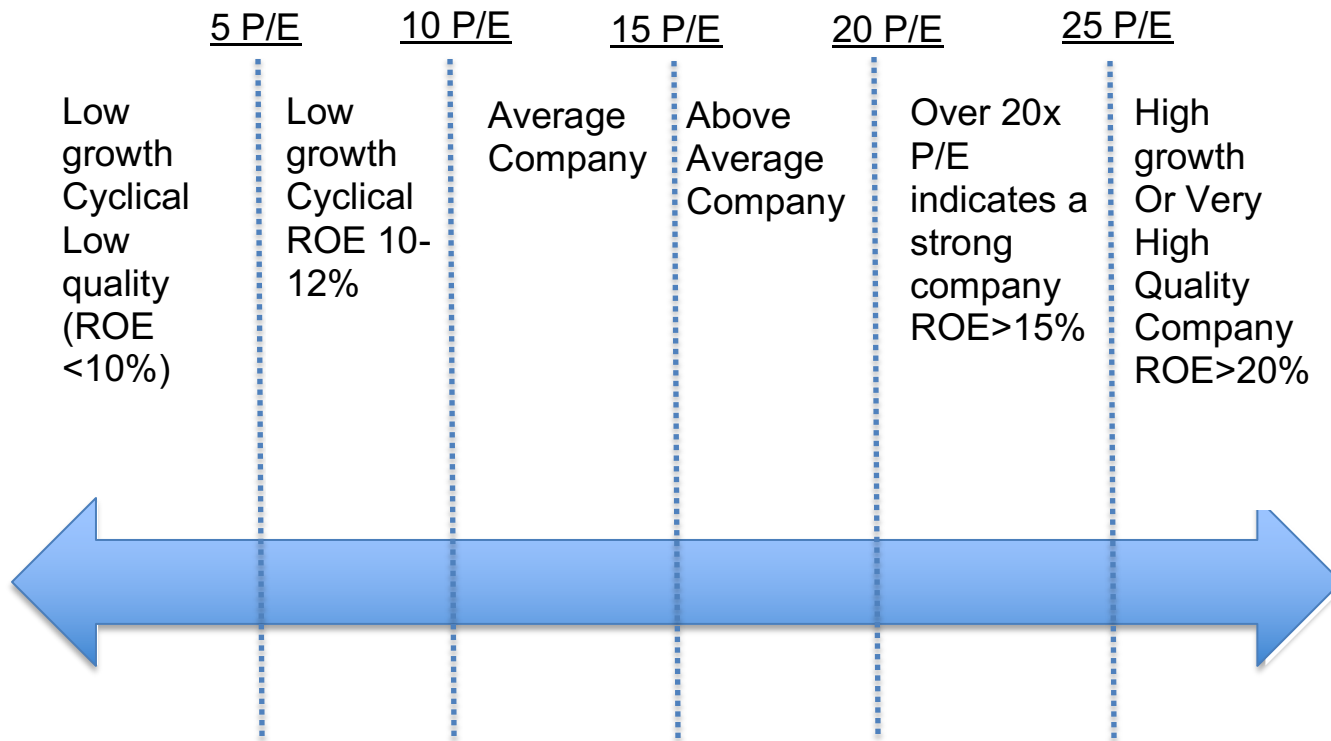 5 P/E
10 P/E
15 P/E
20 P/E
25 P/E
Low
growth
Cyclical
Low
quality
(ROE
<10%)
Low
growth
Cyclical
ROE 10-
12%
Average
Company
Above
Average
Company
Over 20x
P/E
indicates a
strong
company
ROE>15%
High
growth
Or Very
High
Quality
Company
ROE>20%